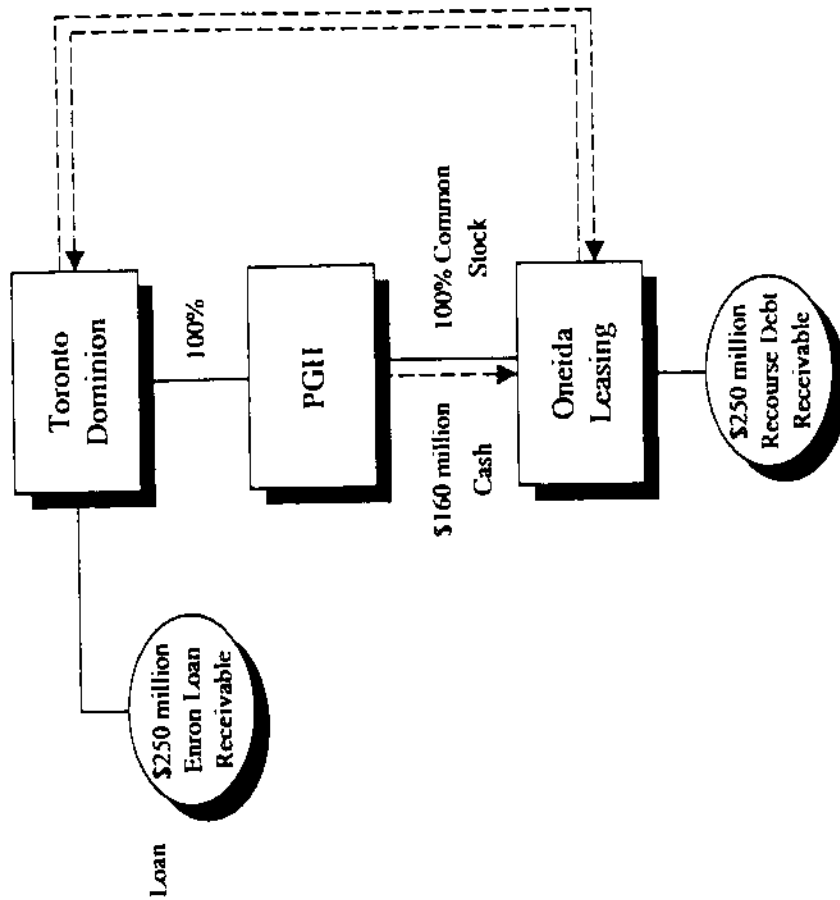 Toronto
Dominion
100%
PGH
$160 million
Cash
100% Common
Stock
Oneida
Leasing
$250 million
Recourse Debt
Receivable
$250 million
Enron Loan
Receivable
Loan